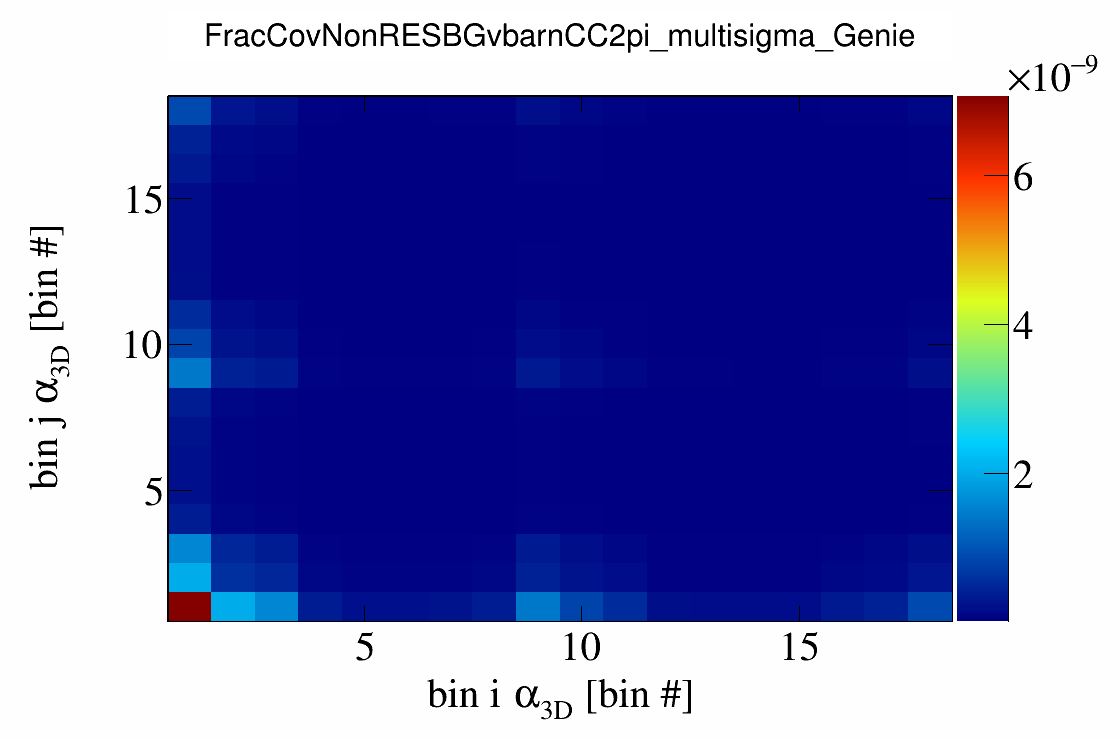 FracCovNonRESBGvbarnCC2pi_multisigma_Genie
×10⁻⁹
6
4
2
15
10
5
bin j α₃D [bin #]
5 10 15
bin i α₃D [bin #]